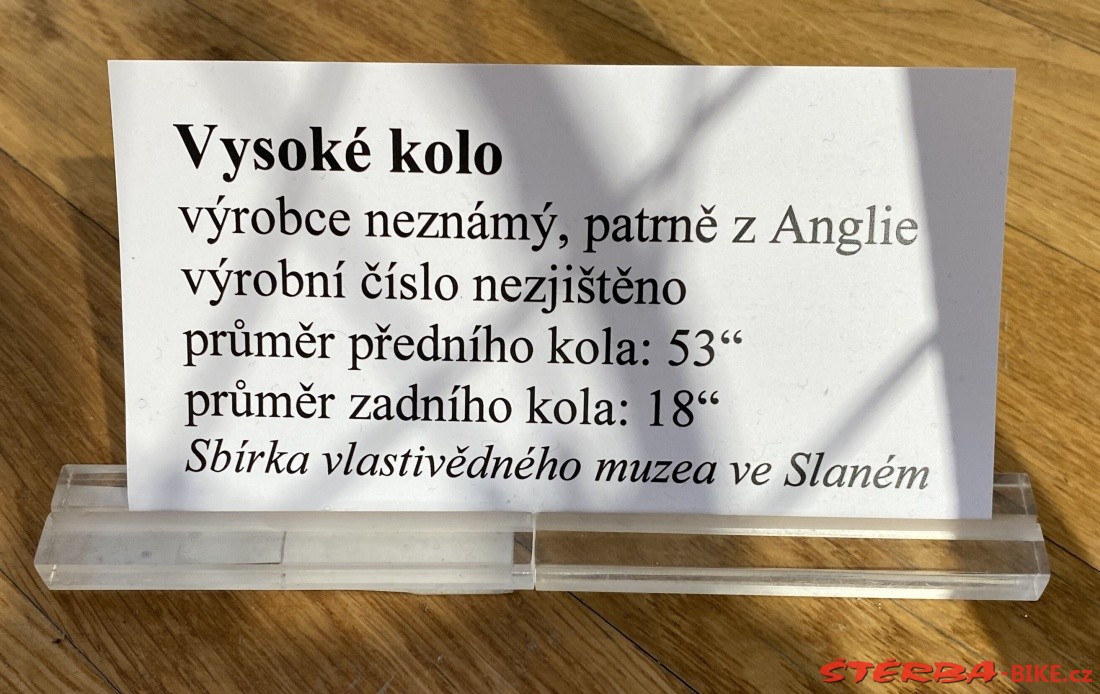 Vysoké kolo
výrobce neznámý, patrně z Anglie
výrobní číslo nezjištěno
průměr předního kola: 53“
průměr zadního kola: 18“
Sbírka vlastivědného muzea ve Slaném
STERBA-BIKE.cz